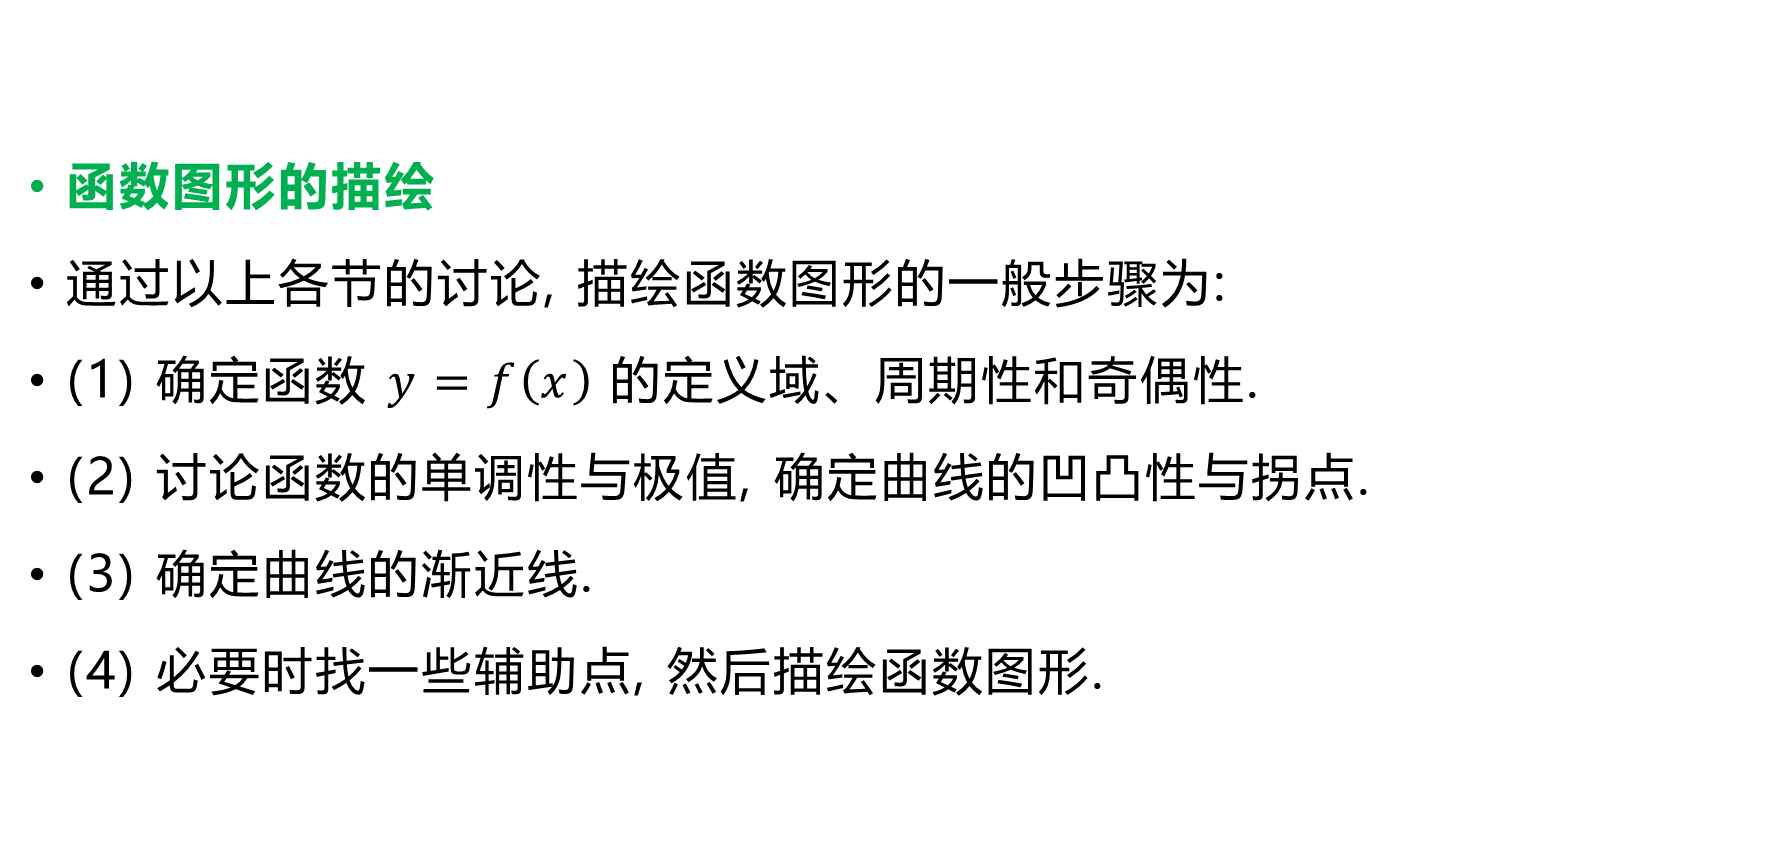 • 函数图形的描绘
• 通过以上各节的讨论, 描绘函数图形的一般步骤为:
• (1) 确定函数 y = f(x) 的定义域、周期性和奇偶性.
• (2) 讨论函数的单调性与极值, 确定曲线的凹凸性与拐点.
• (3) 确定曲线的渐近线.
• (4) 必要时找一些辅助点, 然后描绘函数图形.